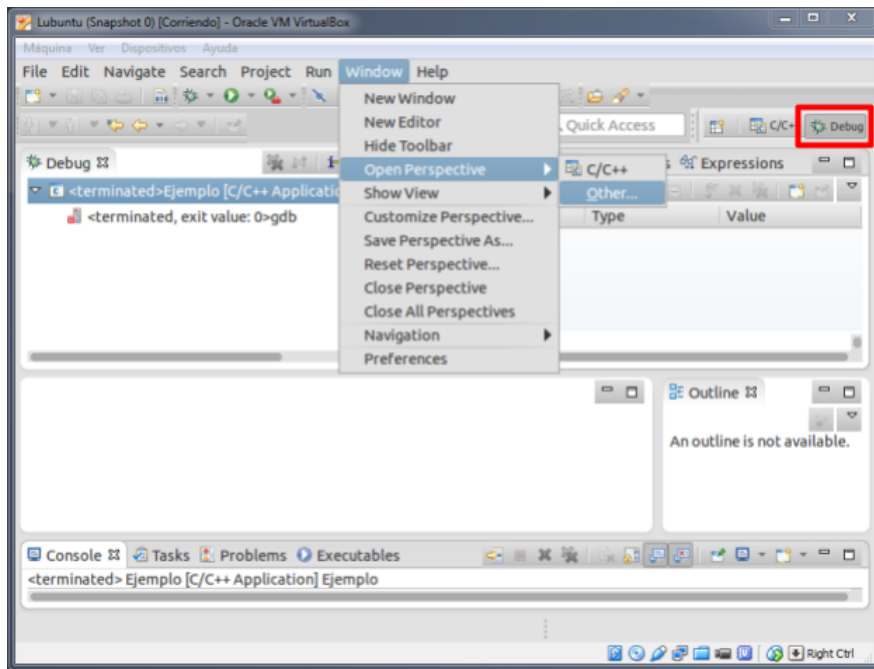 Lubuntu (Snapshot 0) [Corriendo] - Oracle VM VirtualBox
Máquina Ver Dispositivos Ayuda
File Edit Navigate Search Project Run Window Help
New Window
New Editor
Hide Toolbar
Open Perspective
Show View
Customize Perspective...
Save Perspective As...
Reset Perspective...
Close Perspective
Close All Perspectives
Navigation
Preferences
C/C++
Other...
Quick Access
C/C+
Debug
Debug
Expressions
<terminated>Ejemplo [C/C++ Applicatio
<terminated, exit value: 0>gdb
Type Value
Outline
An outline is not available.
Console Tasks Problems Executables
<terminated> Ejemplo [C/C++ Application] Ejemplo
Right Ctrl